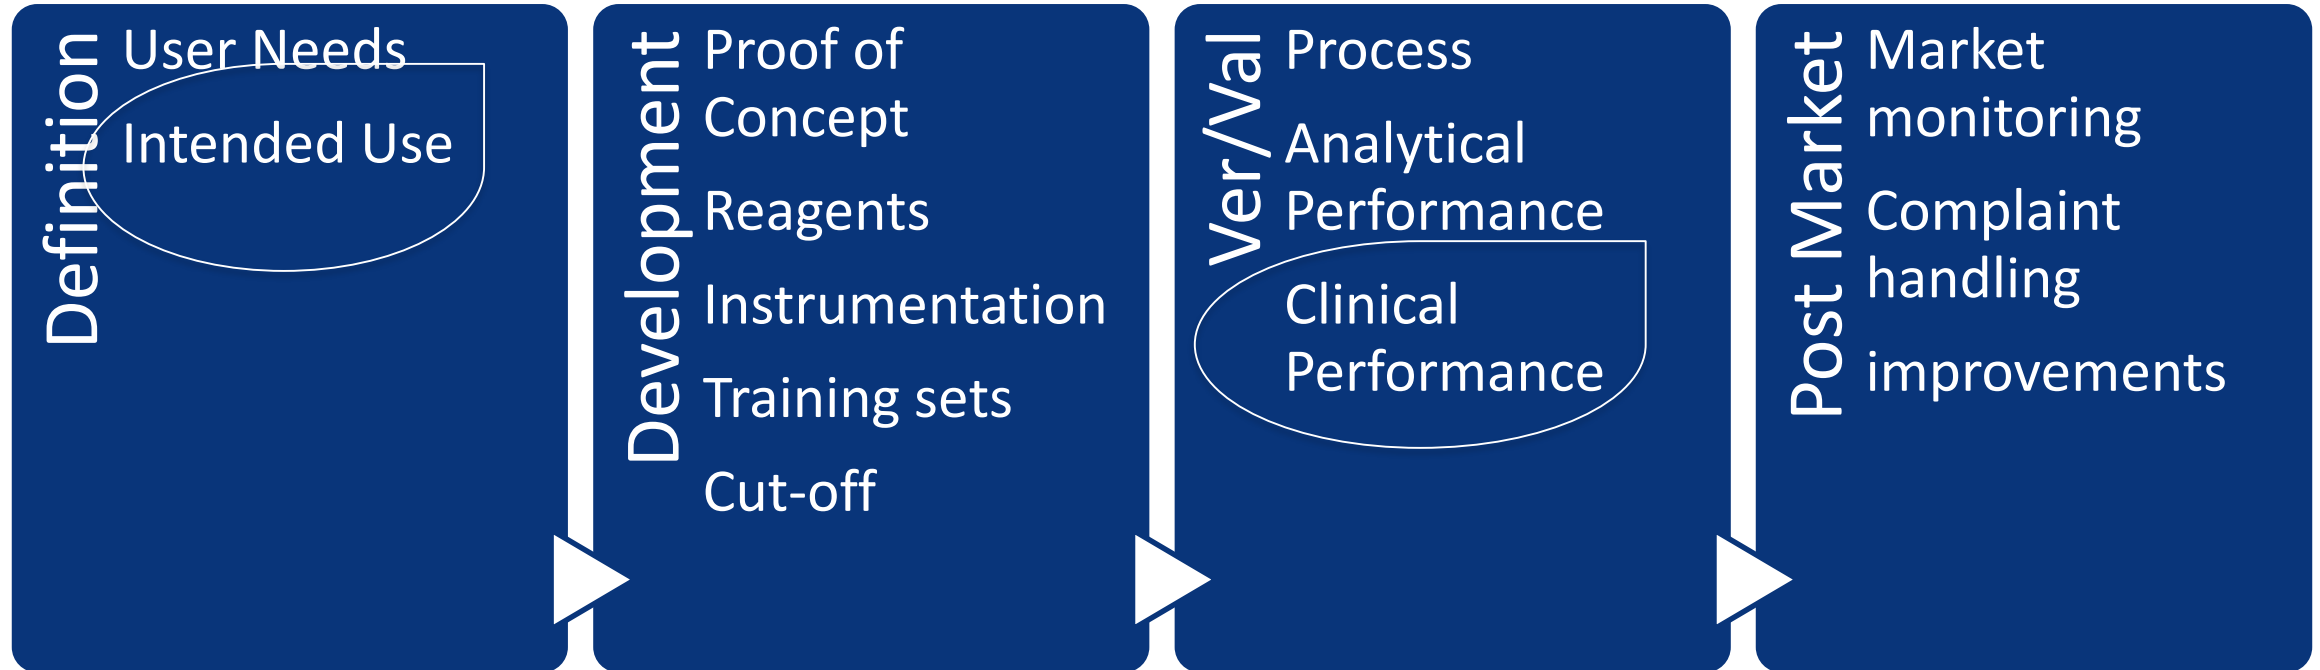 Definition
User Needs
Intended Use
Development
Proof of
Concept
Reagents
Instrumentation
Training sets
Cut-off
Ver/Val
Process
Analytical
Performance
Clinical
Performance
Post Market
Market
monitoring
Complaint
handling
improvements